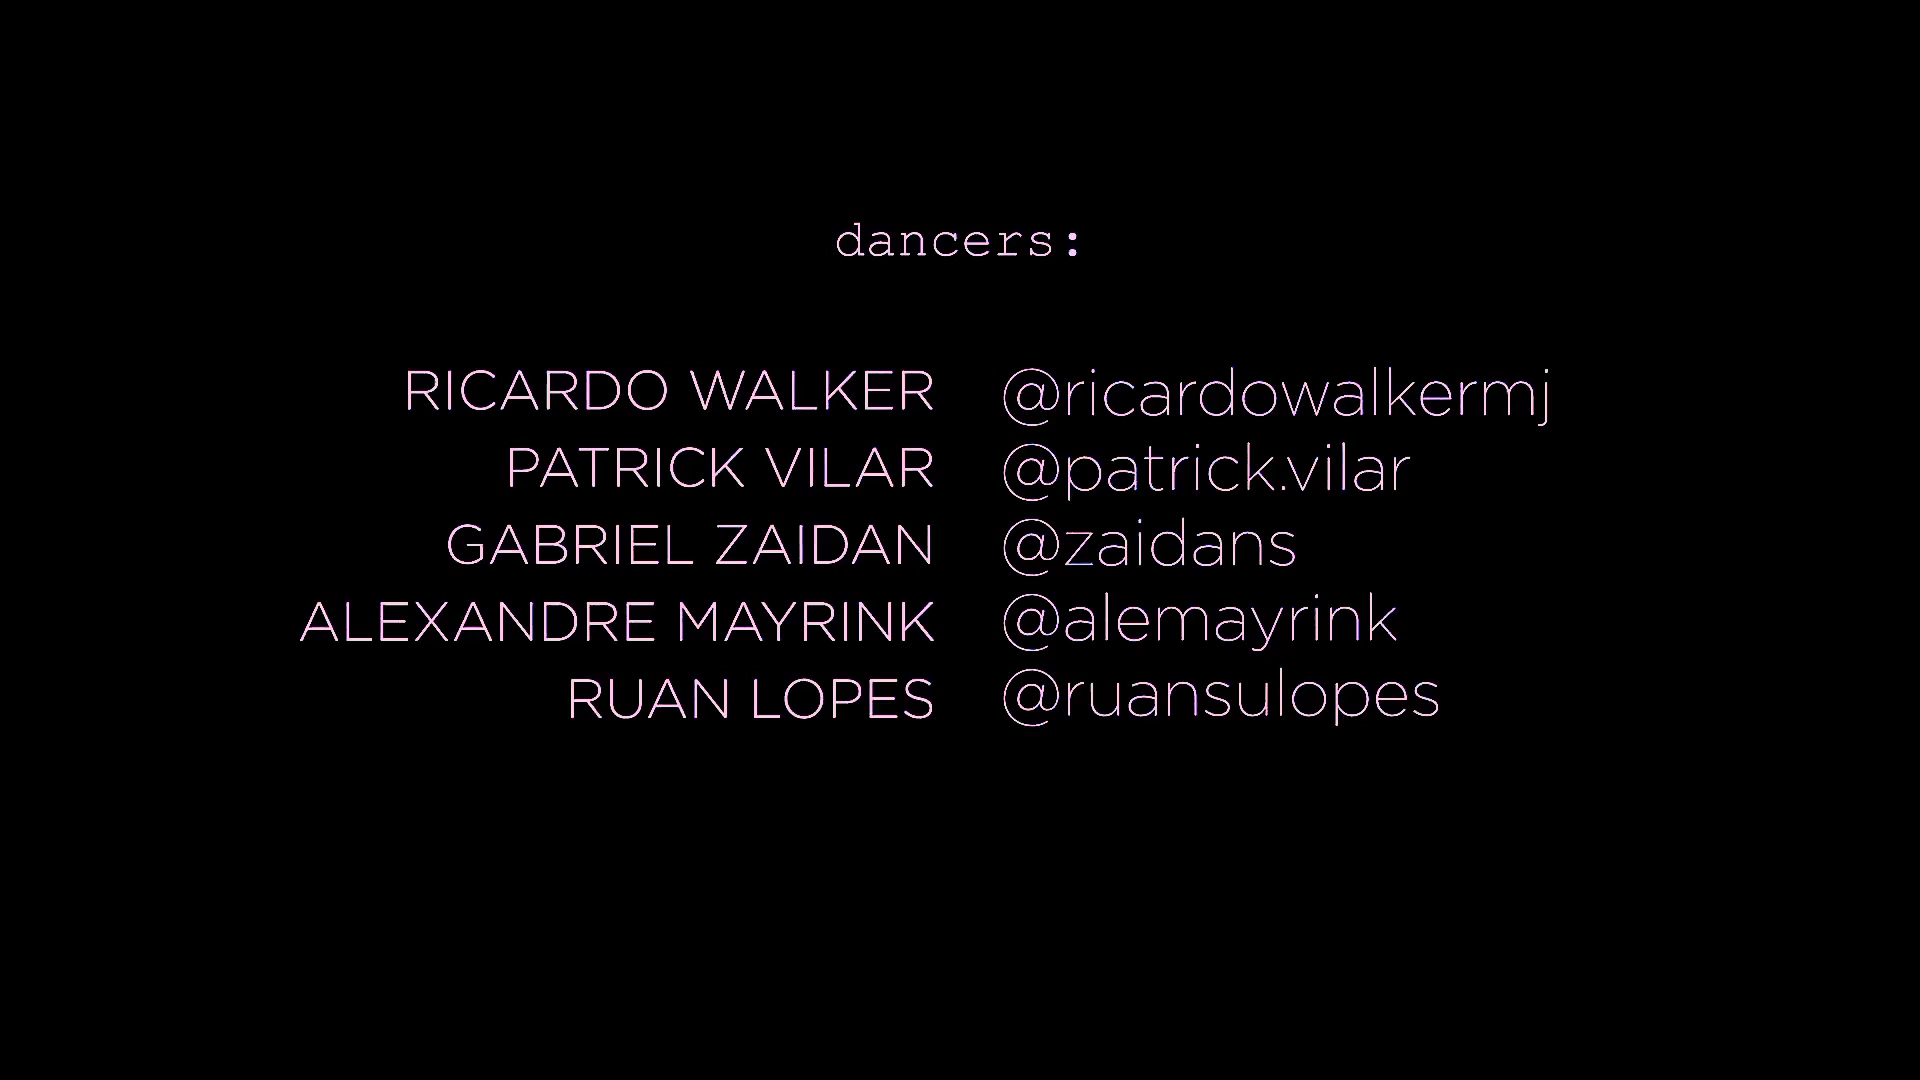 dancers:
RICARDO WALKER @ricardowalkermj
PATRICK VILAR @patrick.vilar
GABRIEL ZAIDAN @zaidans
ALEXANDRE MAYRINK @alemayrink
RUAN LOPES @ruansulopes